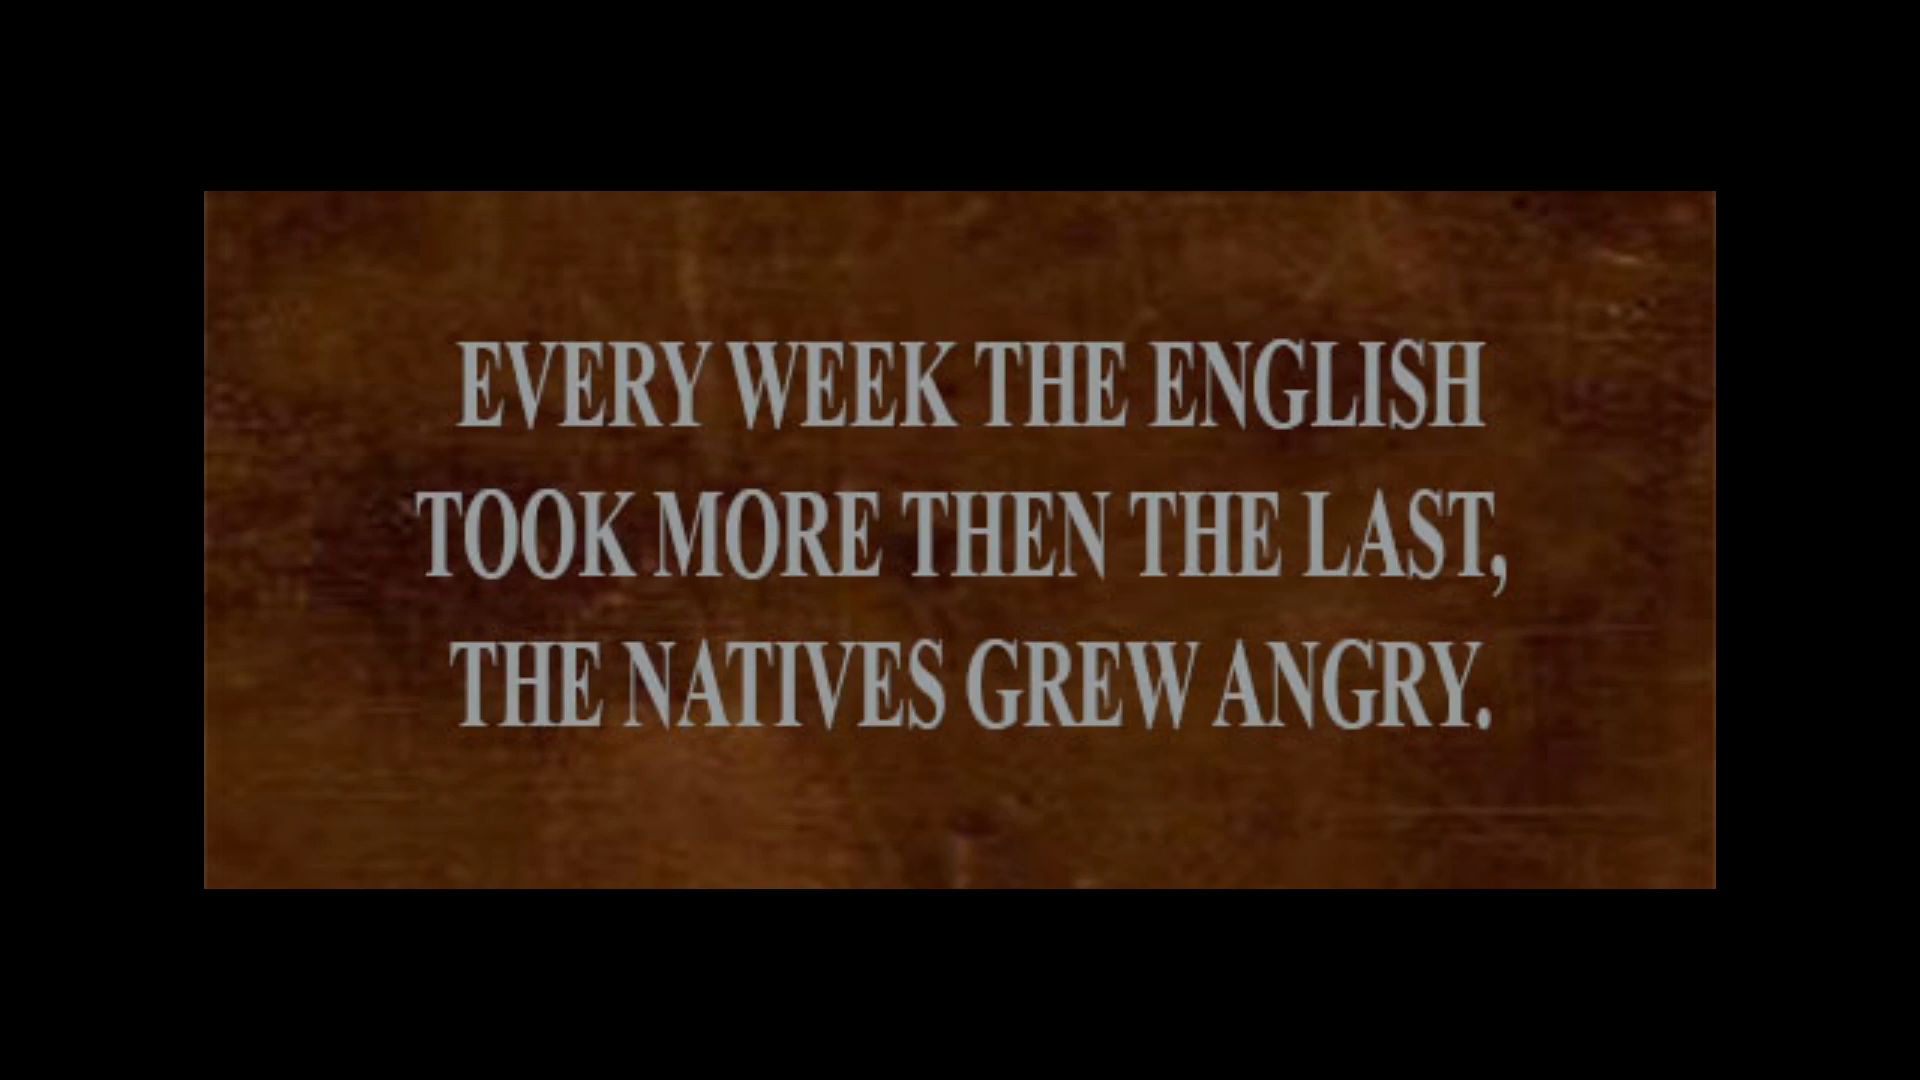 EVERY WEEK THE ENGLISH
TOOK MORE THEN THE LAST,
THE NATIVES GREW ANGRY.